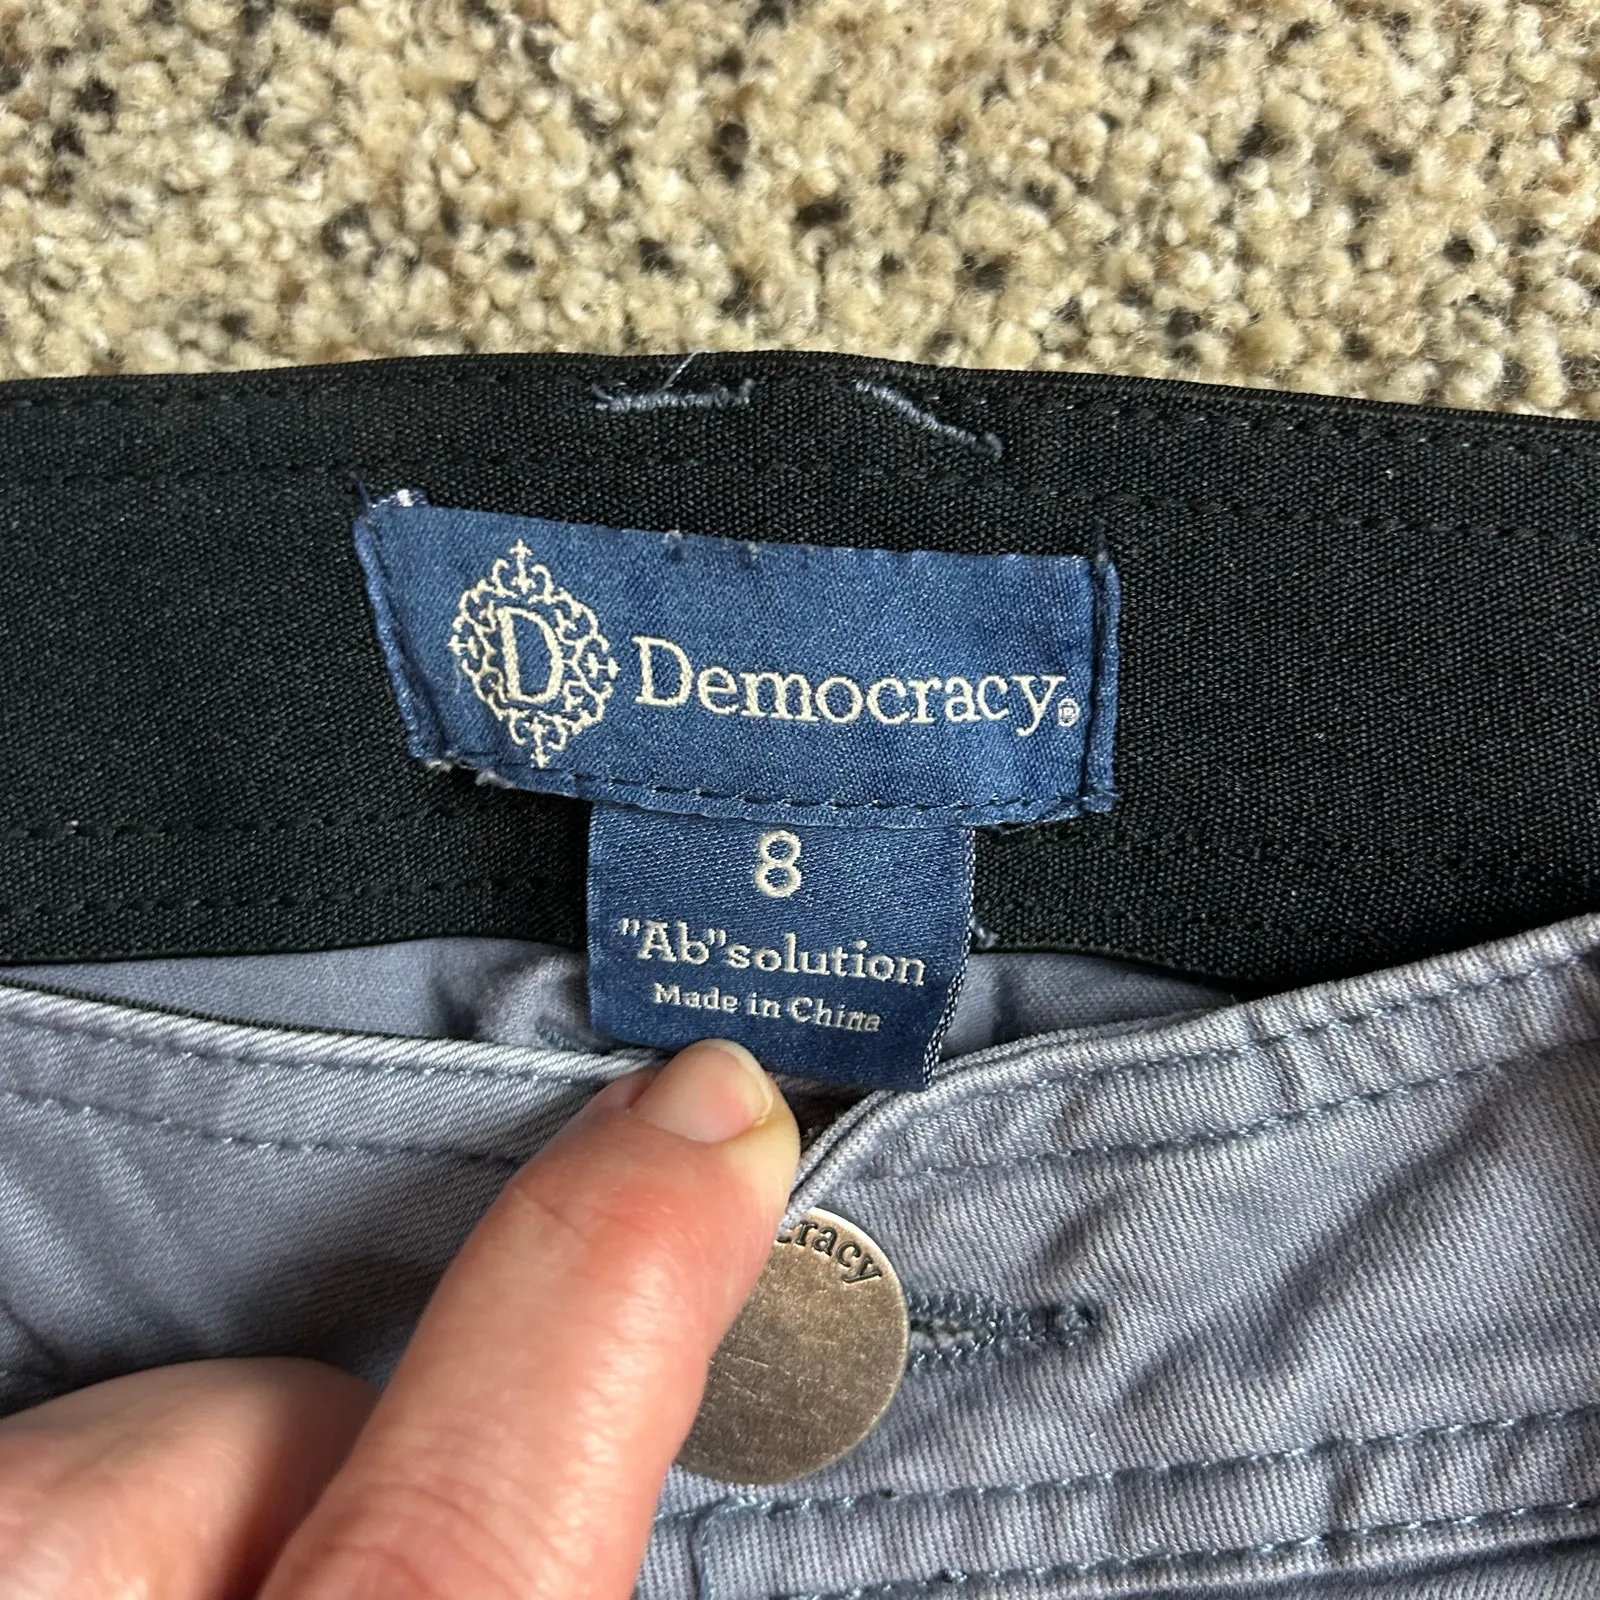 D Democracy®
8
"Ab"solution
Made in China
cracy